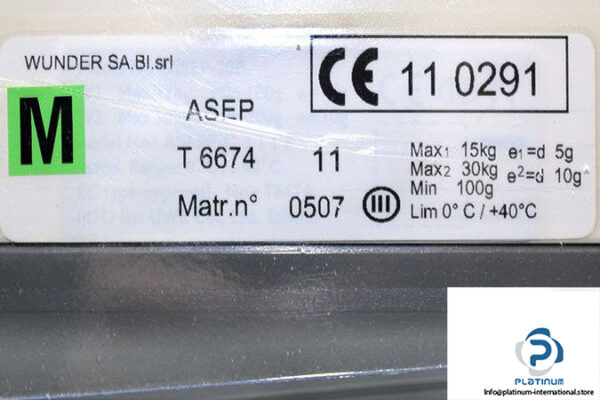 WUNDER SA.BI.srl
CE 11 0291
M
ASEP
T 6674 11
Matr.n° 0507 III
Max1 15kg e1=d 5g
Max2 30kg e2=d 10g
Min 100g
Lim 0° C / +40°C
PLATINUM
info@platinum-international.store